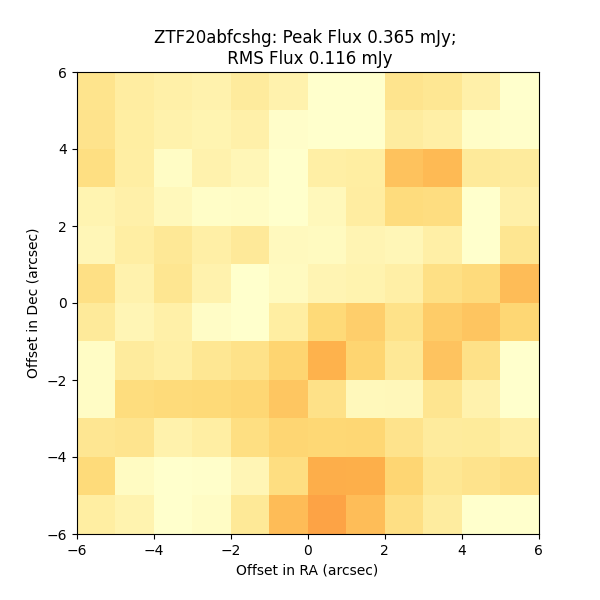 ZTF20abfcshg: Peak Flux 0.365 mJy;
RMS Flux 0.116 mJy
6
4
2
0
−2
−4
−6
Offset in Dec (arcsec)
−6 −4 −2 0 2 4 6
Offset in RA (arcsec)